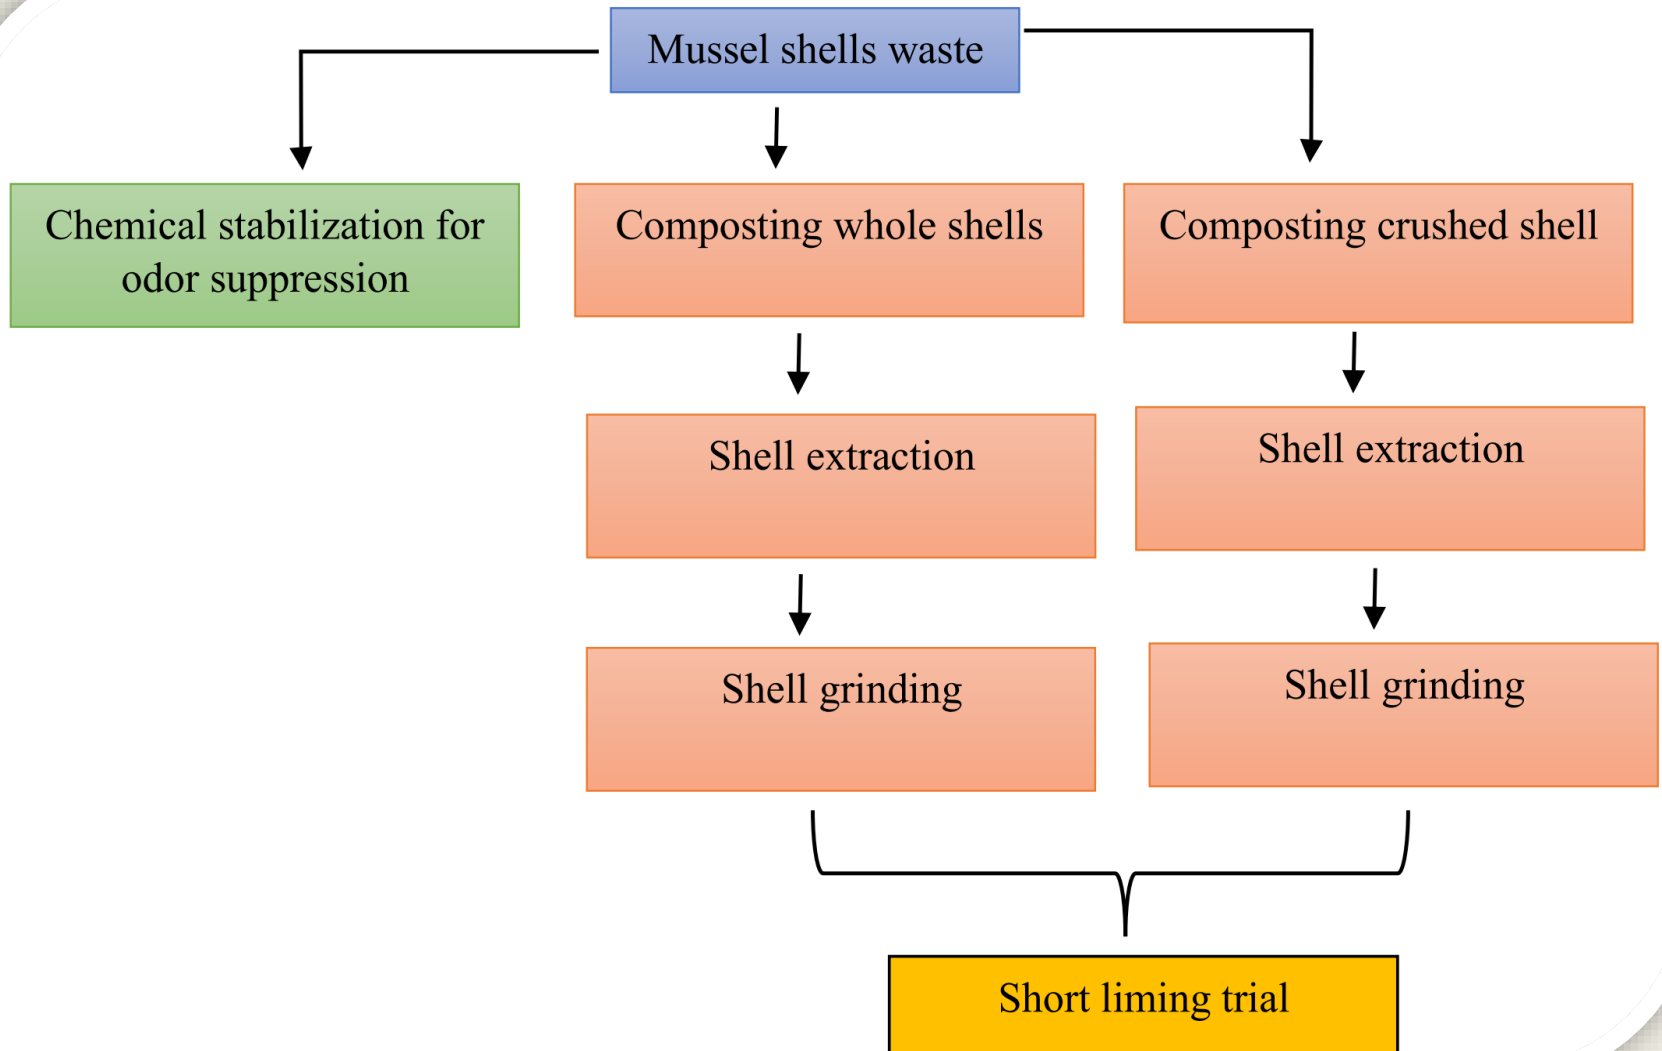 Mussel shells waste
Chemical stabilization for
odor suppression
Composting whole shells
Composting crushed shell
Shell extraction
Shell extraction
Shell grinding
Shell grinding
Short liming trial